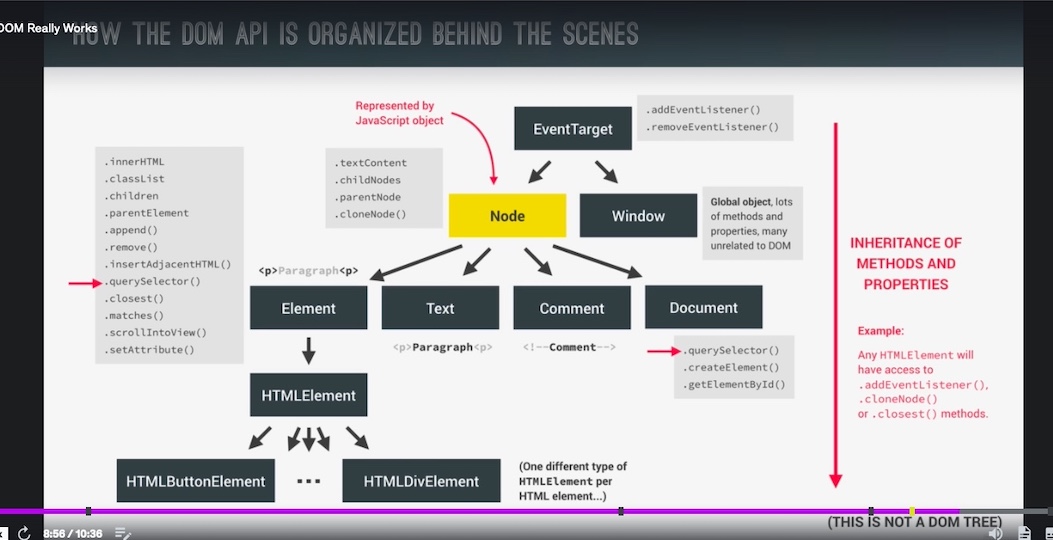 DOM Really Works
HOW THE DOM API IS ORGANIZED BEHIND THE SCENES
Represented by
JavaScript object
EventTarget
.addEventListener()
.removeEventListener()
.innerHTML
.classList
.children
.parentElement
.append()
.remove()
.insertAdjacentHTML()
.querySelector()
.closest()
.matches()
.scrollIntoView()
.setAttribute()
.textContent
.childNodes
.parentNode
.cloneNode()
Node
Window
Global object, lots
of methods and
properties, many
unrelated to DOM
<p>Paragraph<p>
Element
Text
Comment
Document
<p>Paragraph<p>
<!--Comment-->
.querySelector()
.createElement()
.getElementById()
HTMLElement
HTMLButtonElement
...
HTMLDivElement
(One different type of
HTMLElement per
HTML element...)
INHERITANCE OF
METHODS AND
PROPERTIES
Example:
Any HTMLElement will
have access to
.addEventListener(),
.cloneNode()
or .closest() methods.
(THIS IS NOT A DOM TREE)
8:56 / 10:36